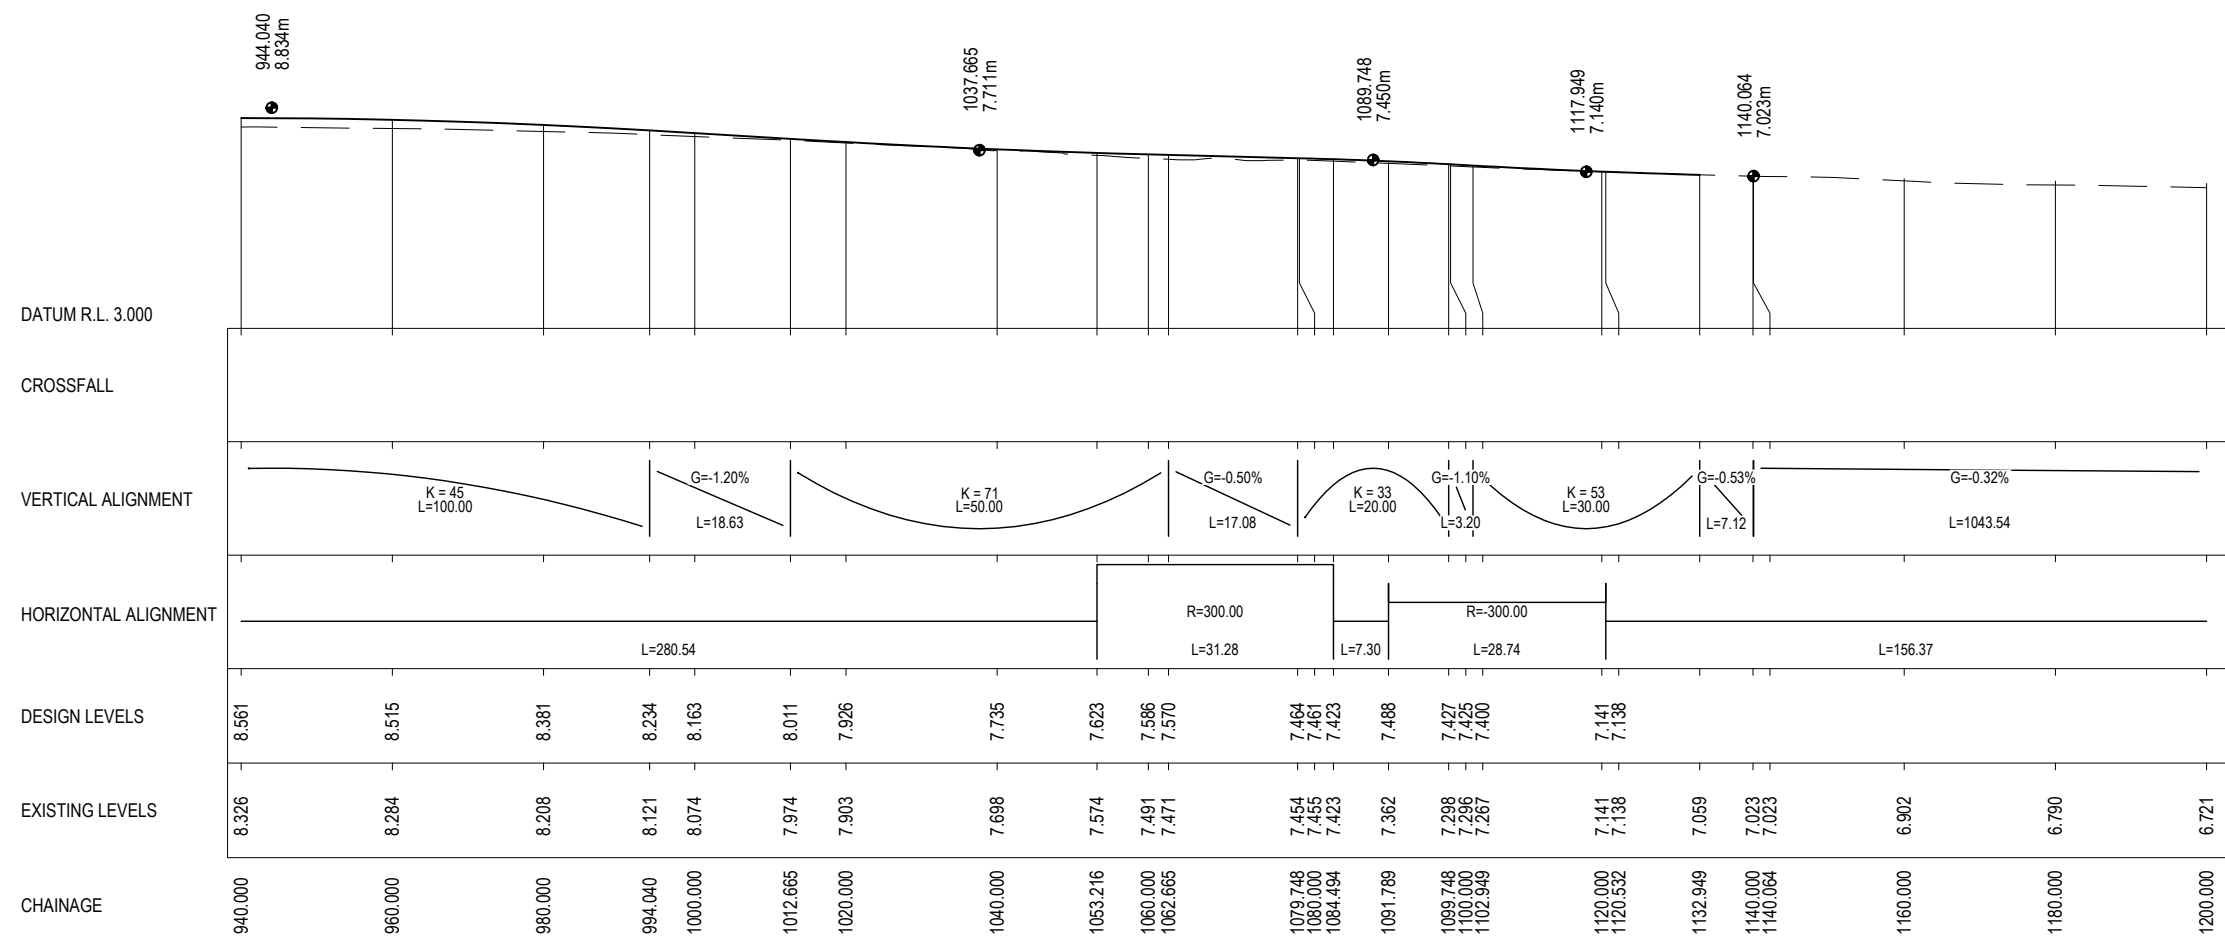 944.040
8.834m
1037.665
7.711m
1089.748
7.450m
1117.949
7.140m
1140.064
7.023m
DATUM R.L. 3.000
CROSSFALL
VERTICAL ALIGNMENT
K = 45
L=100.00
G=-1.20%
L=18.63
K = 71
L=50.00
G=-0.50%
L=17.08
K = 33
L=20.00
G=-1.10%
L=3.20
K = 53
L=30.00
G=-0.53%
L=7.12
G=-0.32%
L=1043.54
HORIZONTAL ALIGNMENT
L=280.54
R=300.00
L=31.28
L=7.30
R=-300.00
L=28.74
L=156.37
DESIGN LEVELS
8.561
8.515
8.381
8.234
8.163
8.011
7.926
7.735
7.623
7.586
7.570
7.464
7.461
7.423
7.488
7.427
7.425
7.400
7.141
7.138
EXISTING LEVELS
8.326
8.284
8.208
8.121
8.074
7.974
7.903
7.698
7.574
7.491
7.471
7.454
7.455
7.423
7.362
7.298
7.296
7.267
7.141
7.138
7.059
7.023
7.023
6.902
6.790
6.721
CHAINAGE
940.000
960.000
980.000
994.040
1000.000
1012.665
1020.000
1040.000
1053.216
1060.000
1062.665
1079.748
1080.000
1084.494
1091.789
1099.748
1100.000
1102.949
1120.000
1120.532
1132.949
1140.000
1140.064
1160.000
1180.000
1200.000